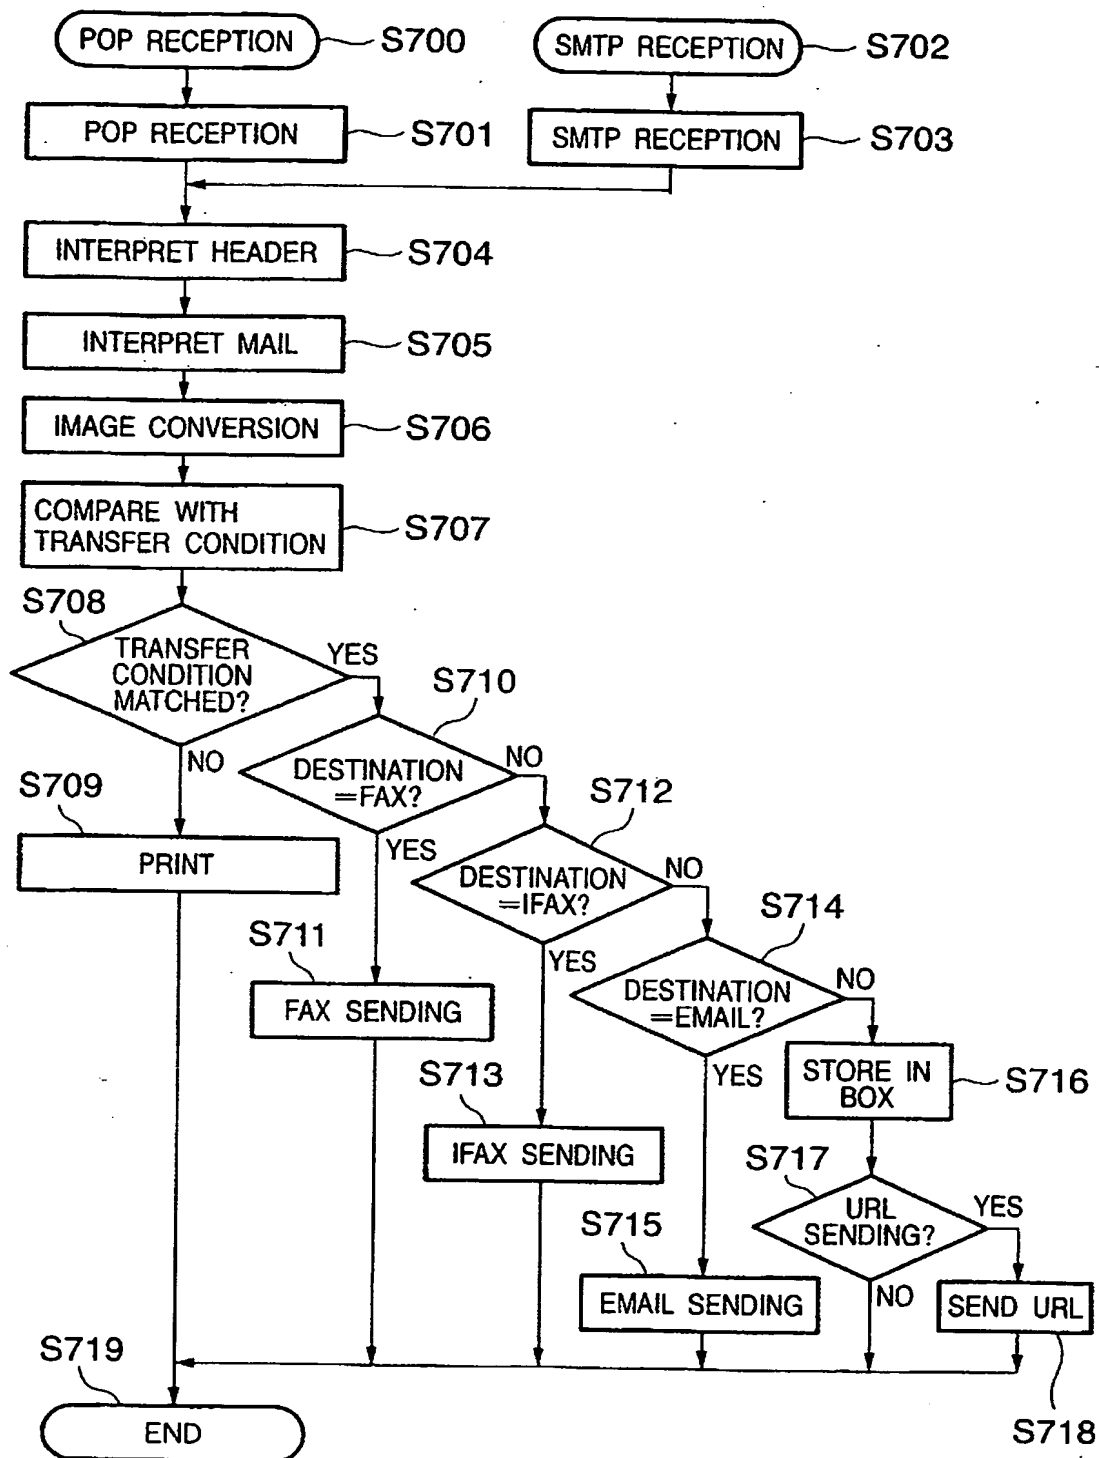 POP RECEPTION
S700
SMTP RECEPTION
S702
POP RECEPTION
S701
SMTP RECEPTION
S703
INTERPRET HEADER
S704
INTERPRET MAIL
S705
IMAGE CONVERSION
S706
COMPARE WITH
TRANSFER CONDITION
S707
S708
TRANSFER
CONDITION
MATCHED?
YES
NO
S710
DESTINATION
=FAX?
NO
YES
S709
PRINT
S712
DESTINATION
=IFAX?
NO
YES
S711
FAX SENDING
S714
DESTINATION
=EMAIL?
NO
YES
S713
IFAX SENDING
STORE IN
BOX
S716
S717
URL
SENDING?
YES
NO
S715
EMAIL SENDING
SEND URL
S718
S719
END